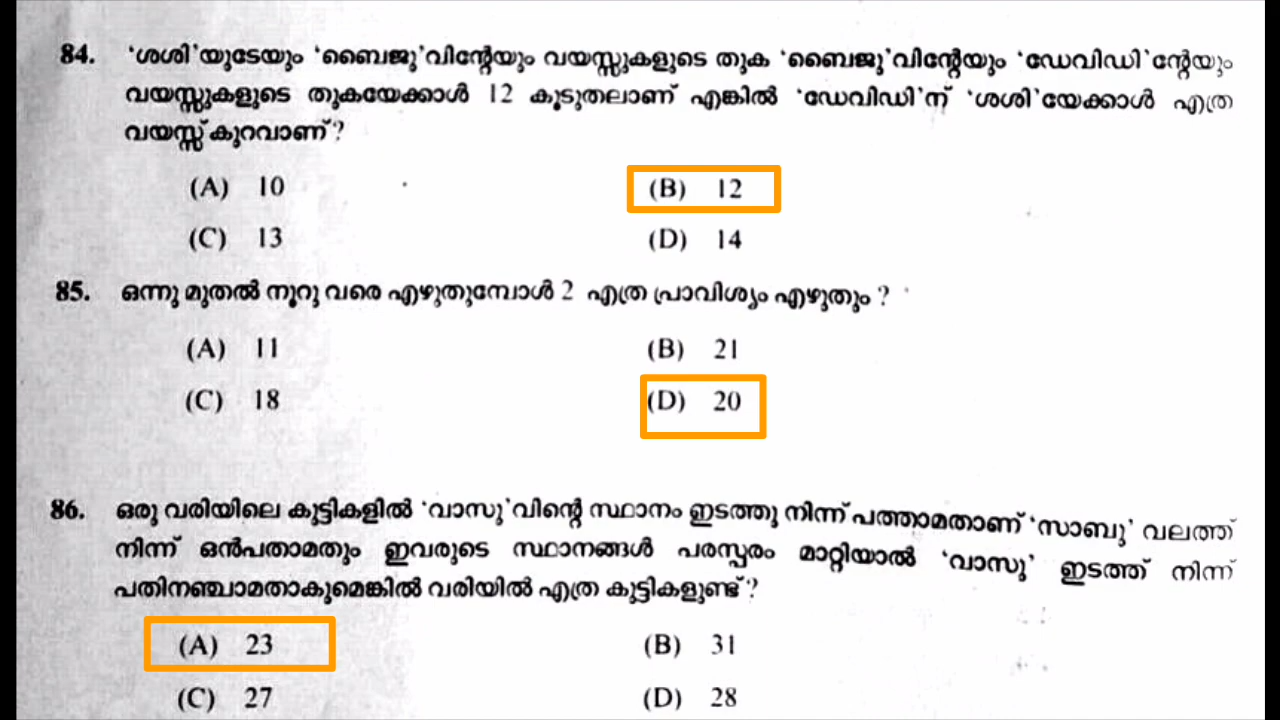 84. ‘ശശി’യുടേയും ‘ബൈജു’വിന്റേയും വയസ്സുകളുടെ തുക ‘ബൈജു’വിന്റേയും ‘ഡേവിഡി’ന്റേയും
വയസ്സുകളുടെ തുകയേക്കാൾ 12 കൂടുതലാണ് എങ്കിൽ ‘ഡേവിഡി’ന് ‘ശശി’യേക്കാൾ എത്ര
വയസ്സ് കുറവാണ് ?
(A) 10 (B) 12
(C) 13 (D) 14
85. ഒന്നു മുതൽ നൂറു വരെ എഴുതുമ്പോൾ 2 എത്ര പ്രാവിശ്യം എഴുതും ?
(A) 11 (B) 21
(C) 18 (D) 20
86. ഒരു വരിയിലെ കുട്ടികളിൽ ‘വാസു’വിന്റെ സ്ഥാനം ഇടത്തു നിന്ന് പത്താമതാണ് ‘സാബു’ വലത്ത്
നിന്ന് ഒൻപതാമതും ഇവരുടെ സ്ഥാനങ്ങൾ പരസ്പരം മാറ്റിയാൽ ‘വാസു’ ഇടത്ത് നിന്ന്
പതിനഞ്ചാമതാകുമെങ്കിൽ വരിയിൽ എത്ര കുട്ടികളുണ്ട് ?
(A) 23 (B) 31
(C) 27 (D) 28